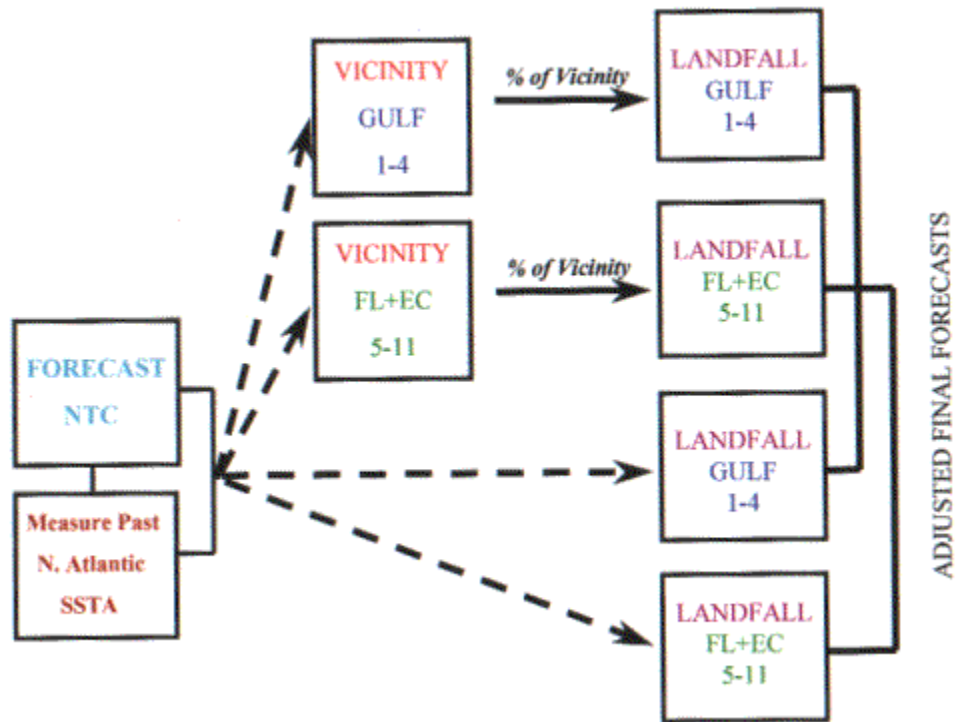 VICINITY
GULF
1-4
% of Vicinity
LANDFALL
GULF
1-4
VICINITY
FL+EC
5-11
% of Vicinity
LANDFALL
FL+EC
5-11
FORECAST
NTC
Measure Past
N. Atlantic
SSTA
LANDFALL
GULF
1-4
LANDFALL
FL+EC
5-11
ADJUSTED FINAL FORECASTS